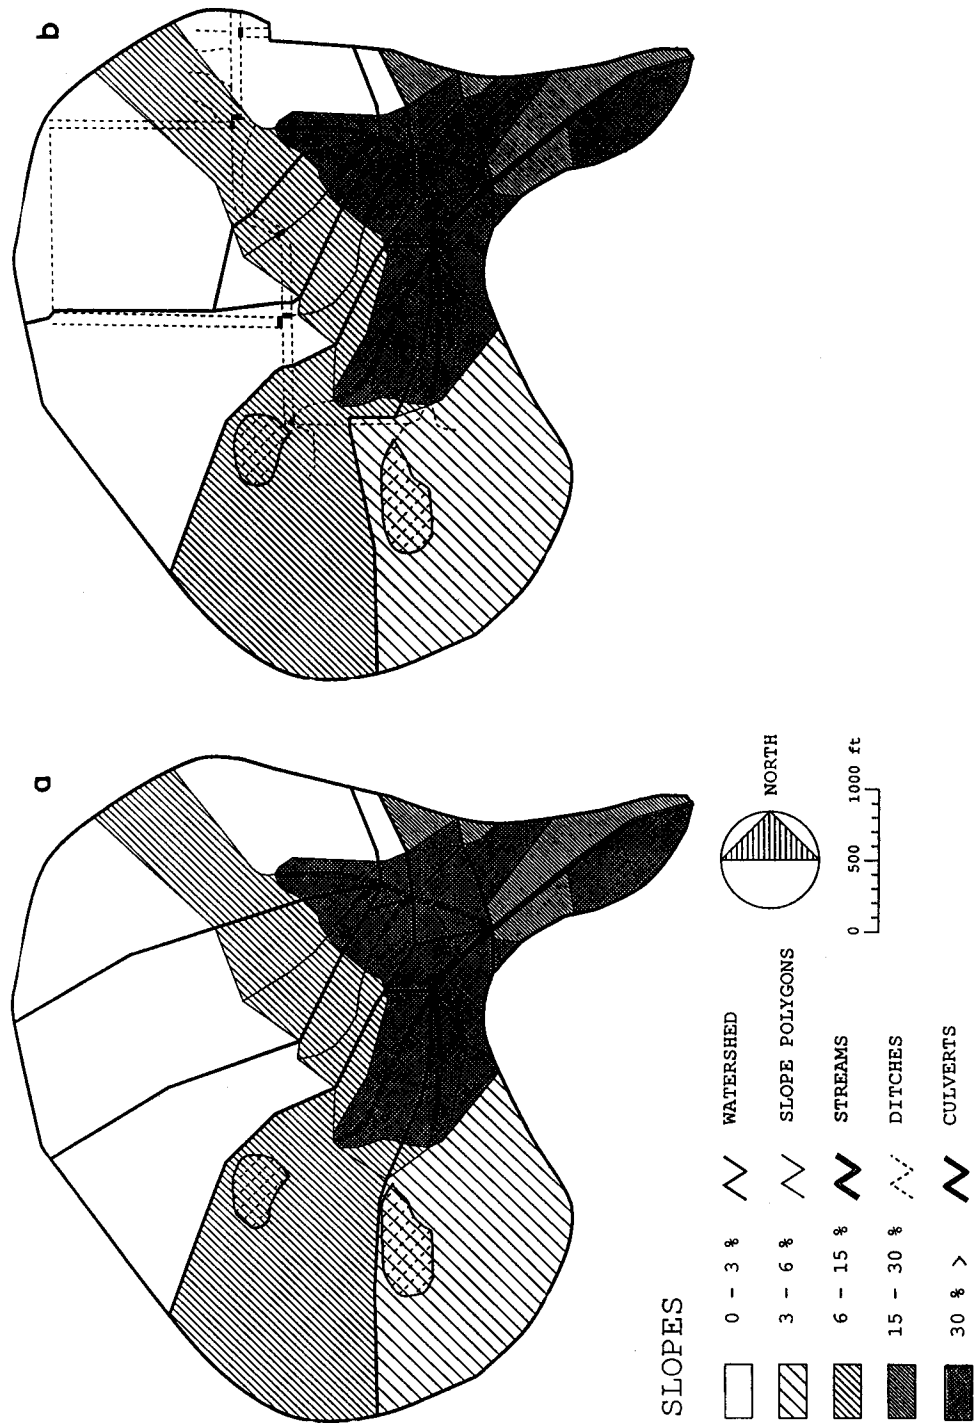 a
b
SLOPES
0 - 3 %
3 - 6 %
6 - 15 %
15 - 30 %
30 % >
WATERSHED
SLOPE POLYGONS
STREAMS
DITCHES
CULVERTS
NORTH
0 500 1000 ft